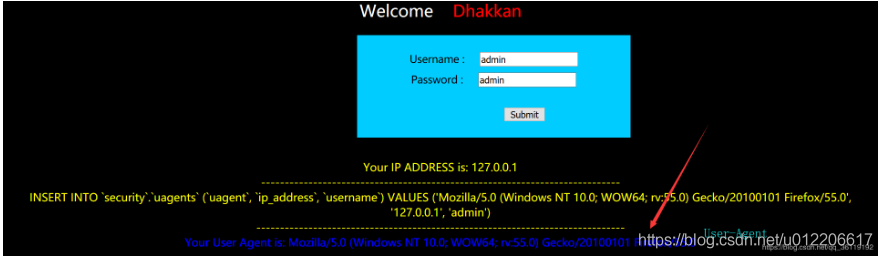 Welcome Dhakkan
Username : admin
Password : admin
Submit
Your IP ADDRESS is: 127.0.0.1
INSERT INTO `security`.`uagents` (`uagent`, `ip_address`, `username`) VALUES ('Mozilla/5.0 (Windows NT 10.0; WOW64; rv:55.0) Gecko/20100101 Firefox/55.0',
'127.0.0.1', 'admin')
User-Agent
Your User Agent is: Mozilla/5.0 (Windows NT 10.0; WOW64; rv:55.0) Gecko/20100101
https://blog.csdn.net/u012206617